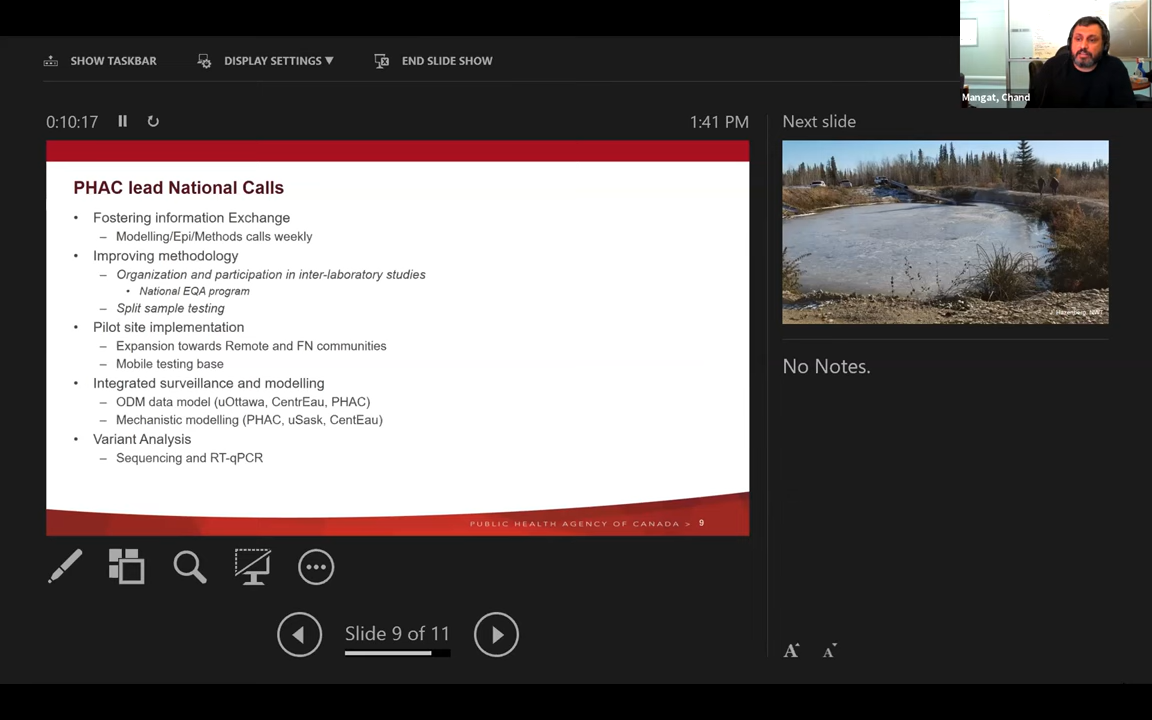 SHOW TASKBAR
DISPLAY SETTINGS ▼
END SLIDE SHOW
Mangat, Chand
0:10:17
1:41 PM
Next slide
PHAC lead National Calls
• Fostering information Exchange
– Modelling/Epi/Methods calls weekly
• Improving methodology
– Organization and participation in inter-laboratory studies
• National EQA program
– Split sample testing
• Pilot site implementation
– Expansion towards Remote and FN communities
– Mobile testing base
• Integrated surveillance and modelling
– ODM data model (uOttawa, CentrEau, PHAC)
– Mechanistic modelling (PHAC, uSask, CentEau)
• Variant Analysis
– Sequencing and RT-qPCR
PUBLIC HEALTH AGENCY OF CANADA > 9
NWT
No Notes.
Slide 9 of 11
A A